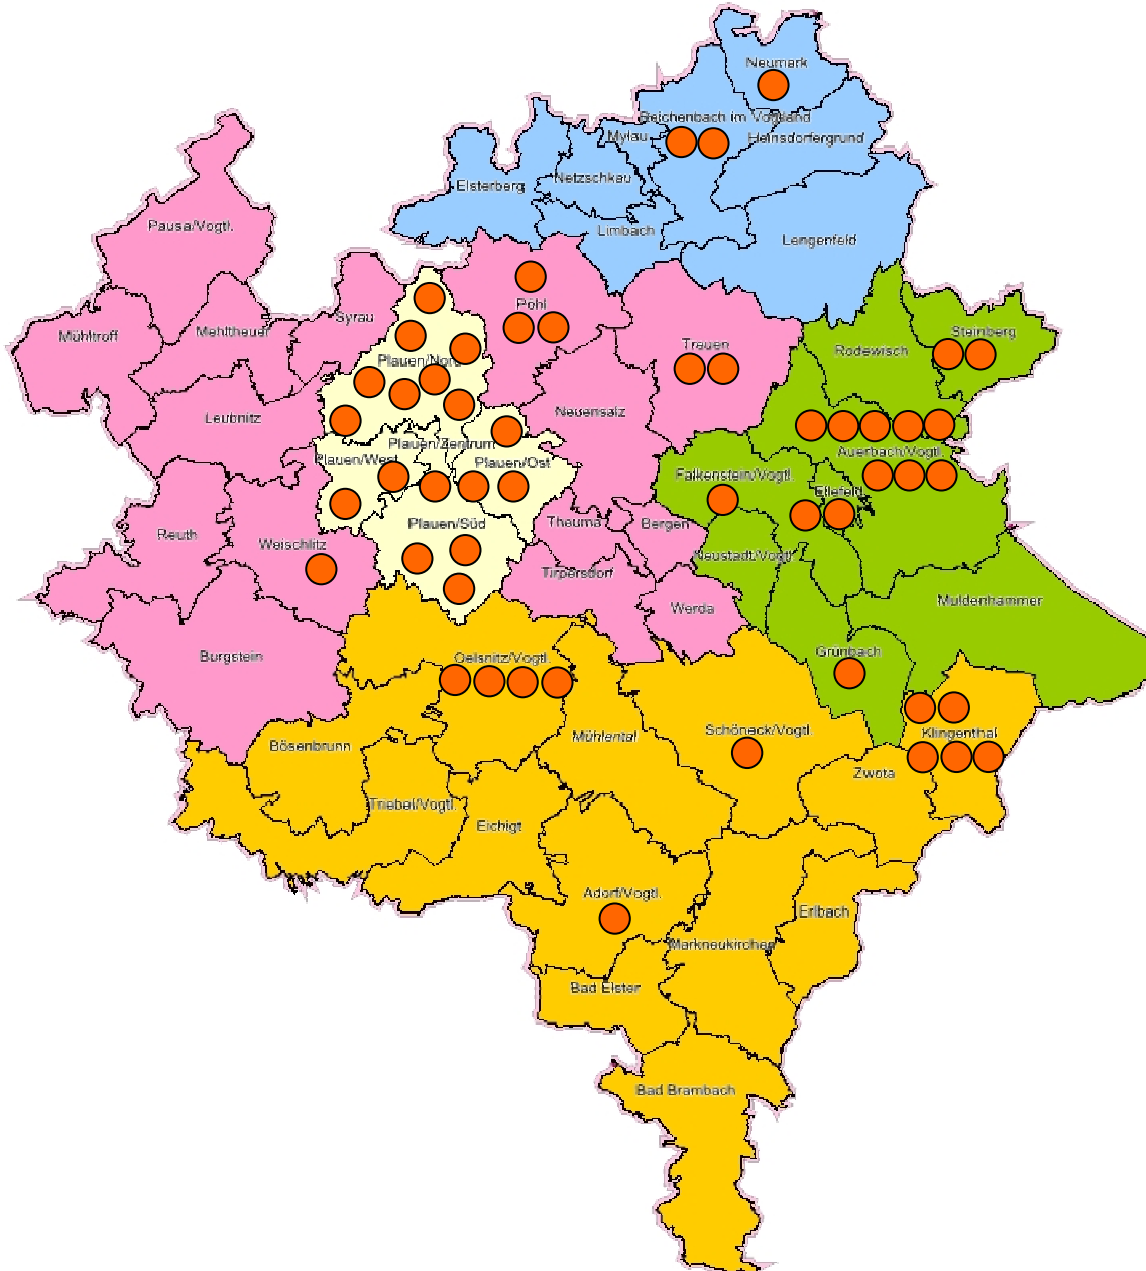 Neumark
Reichenbach im Vogtland
Mylau
Heinsdorfergrund
Netzschkau
Elsterberg
Pausa/Vogtl.
Limbach
Lengenfeld
Pöhl
Syrau
Mehltheuer
Mühltroff
Steinberg
Treuen
Rodewisch
Plauen/Nord
Leubnitz
Neuensalz
Plauen/Zentrum
Auerbach/Vogtl.
Plauen/West
Plauen/Ost
Falkenstein/Vogtl.
Ellefeld
Plauen/Süd
Theuma
Bergen
Reuth
Weischlitz
Neustadt/Vogtl.
Tirpersdorf
Muldenhammer
Werda
Grünbach
Burgstein
Oelsnitz/Vogtl.
Schöneck/Vogtl.
Klingenthal
Mühlental
Bösenbrunn
Zwota
Triebel/Vogtl.
Eichigt
Adorf/Vogtl.
Erlbach
Markneukirchen
Bad Elster
Bad Brambach